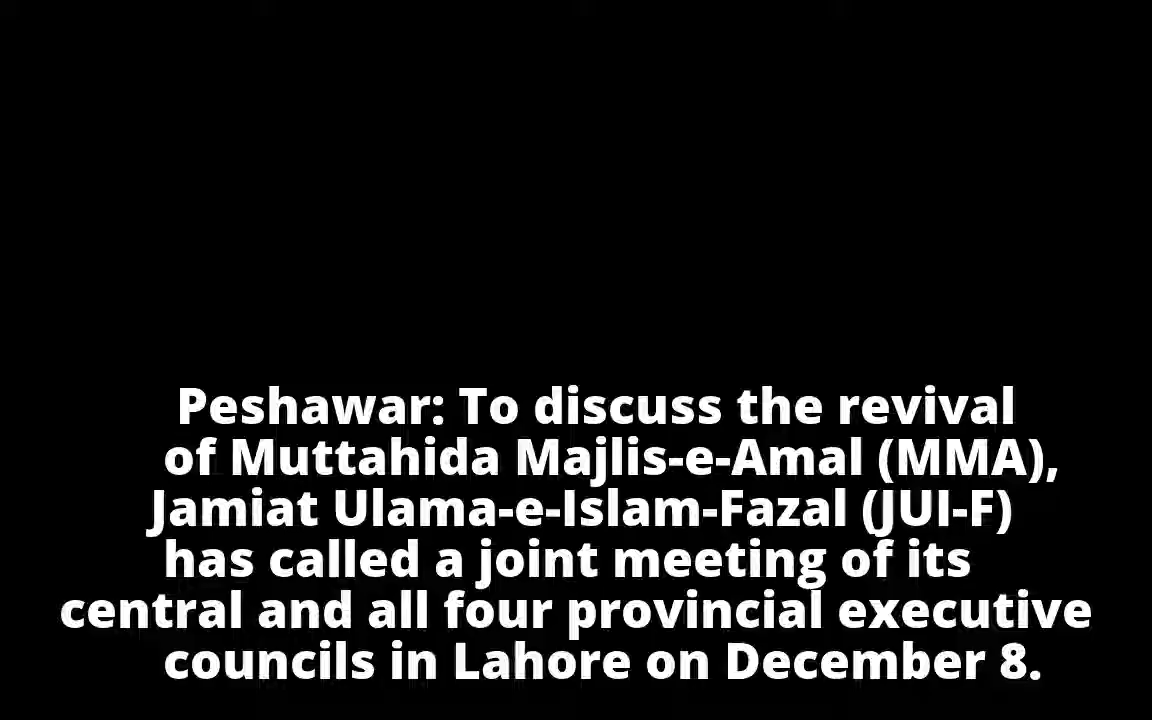 Peshawar: To discuss the revival
of Muttahida Majlis-e-Amal (MMA),
Jamiat Ulama-e-Islam-Fazal (JUI-F)
has called a joint meeting of its
central and all four provincial executive
councils in Lahore on December 8.